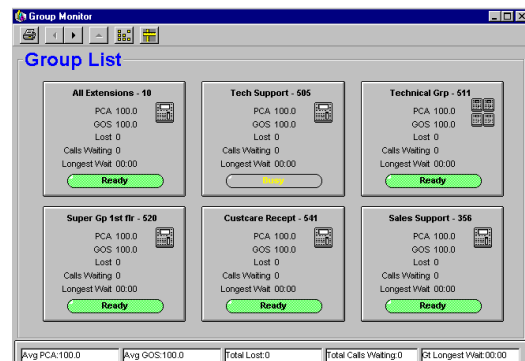 Group Monitor
Group List
All Extensions - 10
PCA 100.0
GOS 100.0
Lost 0
Calls Waiting 0
Longest Wait 00:00
Ready
Tech Support - 505
PCA 100.0
GOS 100.0
Lost 0
Calls Waiting 0
Longest Wait 00:00
Busy
Technical Grp - 511
PCA 100.0
GOS 100.0
Lost 0
Calls Waiting 0
Longest Wait 00:00
Ready
Super Gp 1st flr - 520
PCA 100.0
GOS 100.0
Lost 0
Calls Waiting 0
Longest Wait 00:00
Ready
Custcare Recept - 541
PCA 100.0
GOS 100.0
Lost 0
Calls Waiting 0
Longest Wait 00:00
Ready
Sales Support - 356
PCA 100.0
GOS 100.0
Lost 0
Calls Waiting 0
Longest Wait 00:00
Ready
Avg PCA:100.0 Avg GOS:100.0 Total Lost:0 Total Calls Waiting:0 Gt Longest Wait:00:00